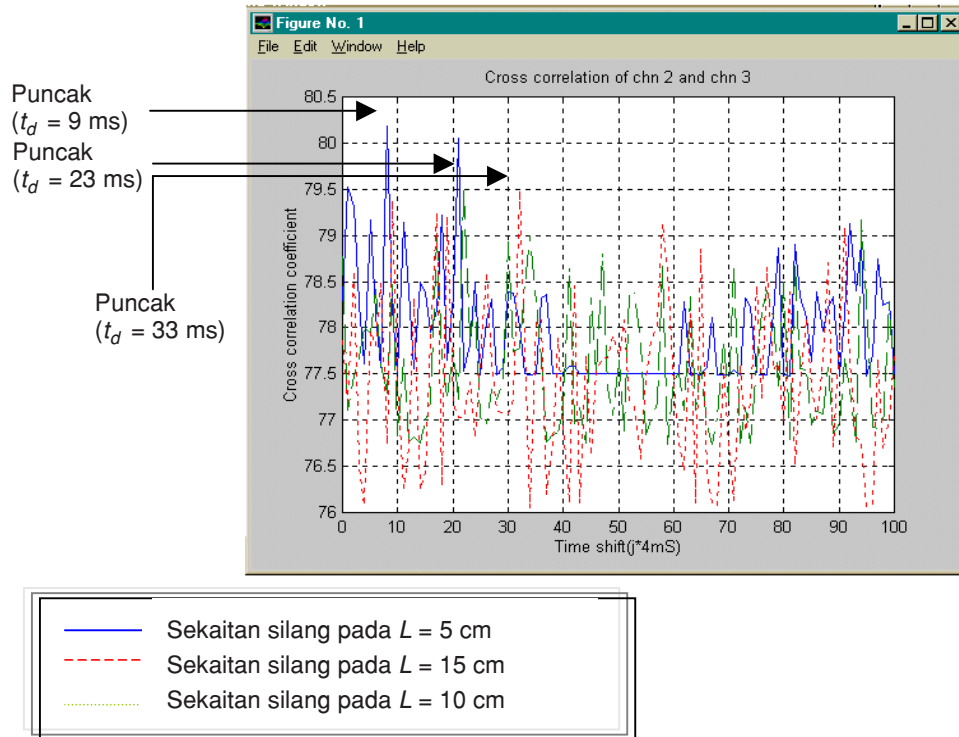 Figure No. 1
File Edit Window Help
Cross correlation of chn 2 and chn 3
Puncak
(t_d = 9 ms)
Puncak
(t_d = 23 ms)
Puncak
(t_d = 33 ms)
Cross correlation coefficient
80.5
80
79.5
79
78.5
78
77.5
77
76.5
76
0 10 20 30 40 50 60 70 80 90 100
Time shift(j*4mS)
Sekaitan silang pada L = 5 cm
Sekaitan silang pada L = 15 cm
Sekaitan silang pada L = 10 cm